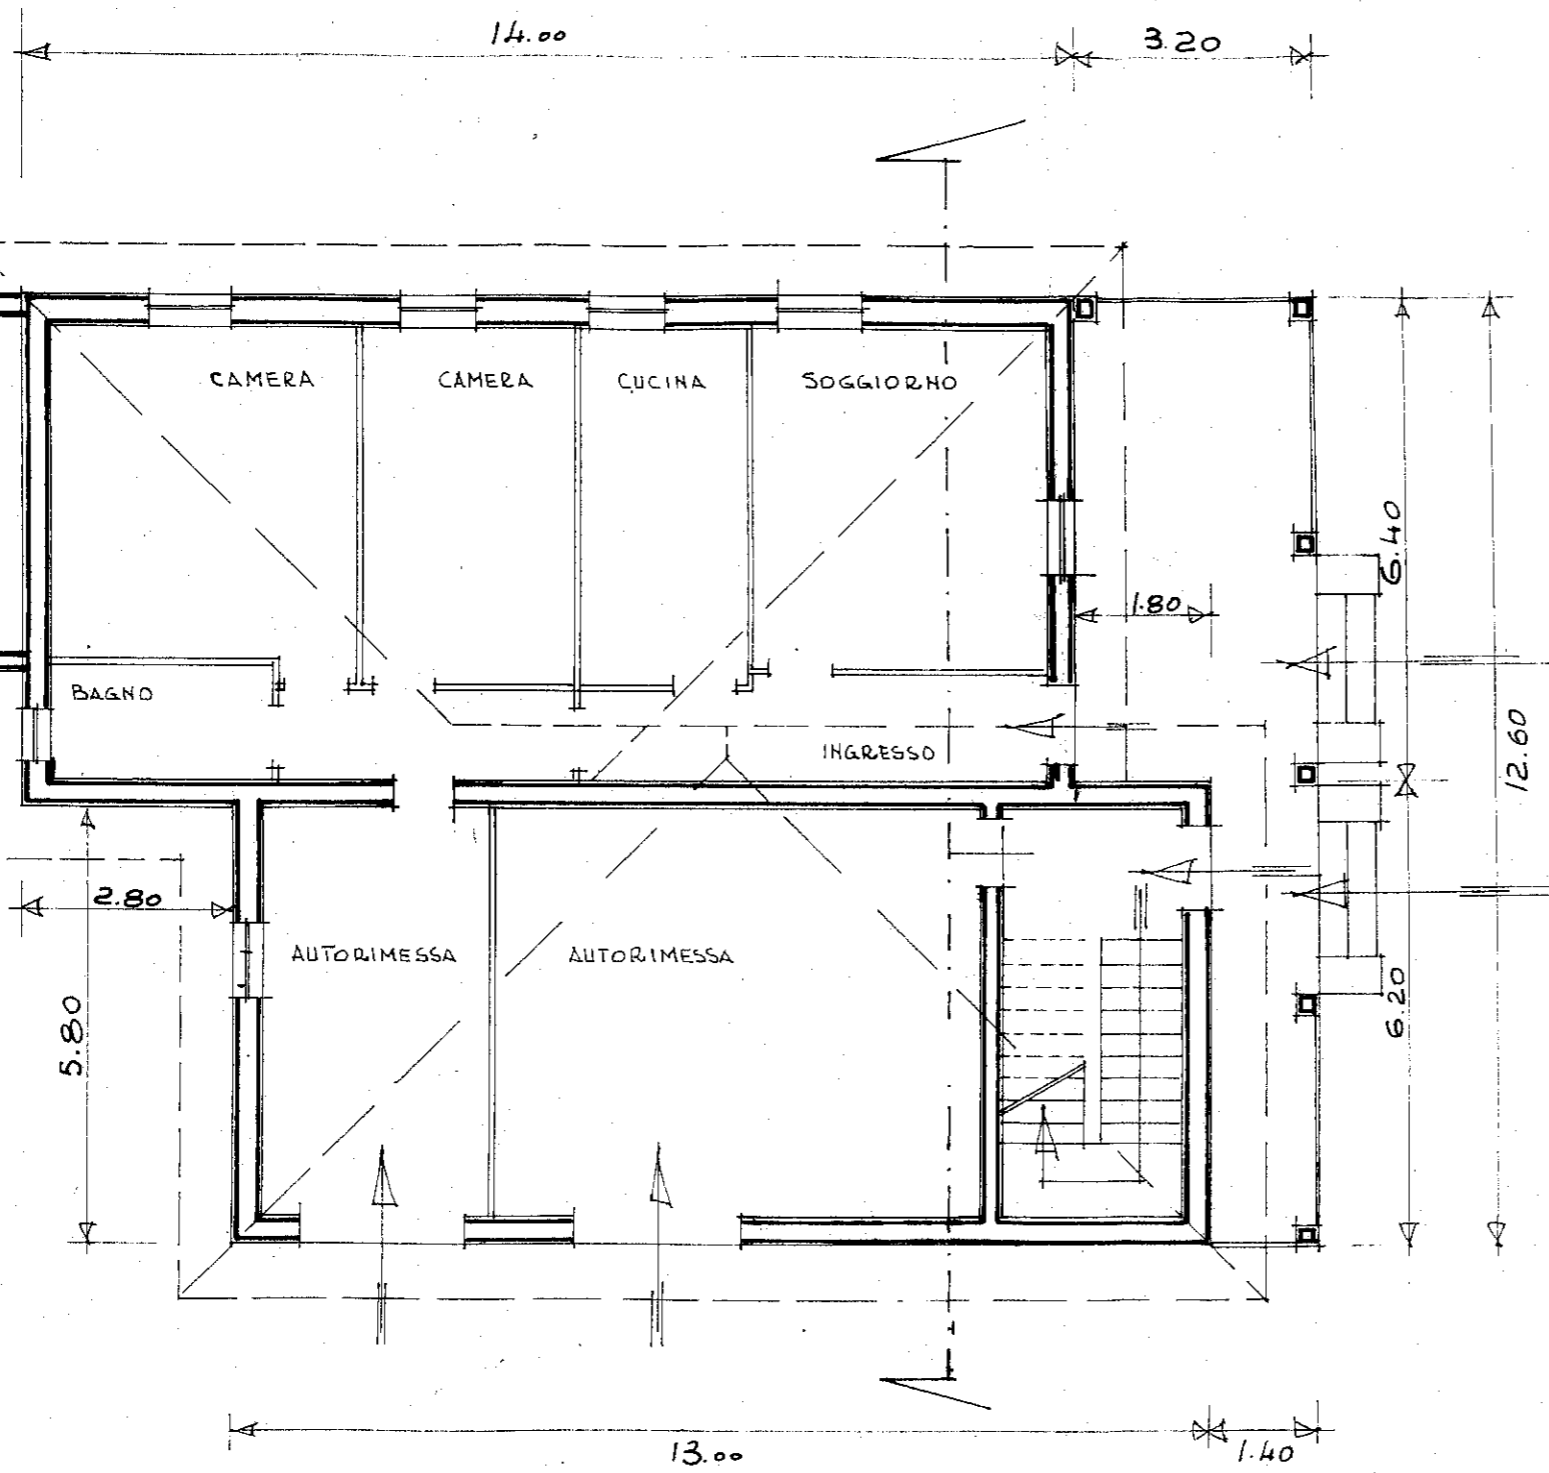 14.00
3.20
CAMERA
CAMERA
CUCINA
SOGGIORNO
6.40
1.80
BAGNO
INGRESSO
12.60
2.80
AUTORIMESSA
AUTORIMESSA
5.80
6.20
13.00
1.40